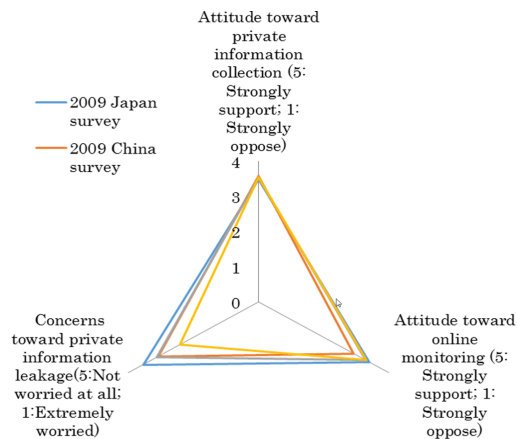 Attitude toward
private
information
collection (5:
Strongly
support; 1:
Strongly
oppose)
2009 Japan
survey
2009 China
survey
4
3
2
1
0
Concerns
toward private
information
leakage(5:Not
worried at all;
1:Extremely
worried)
Attitude toward
online
monitoring (5:
Strongly
support; 1:
Strongly
oppose)